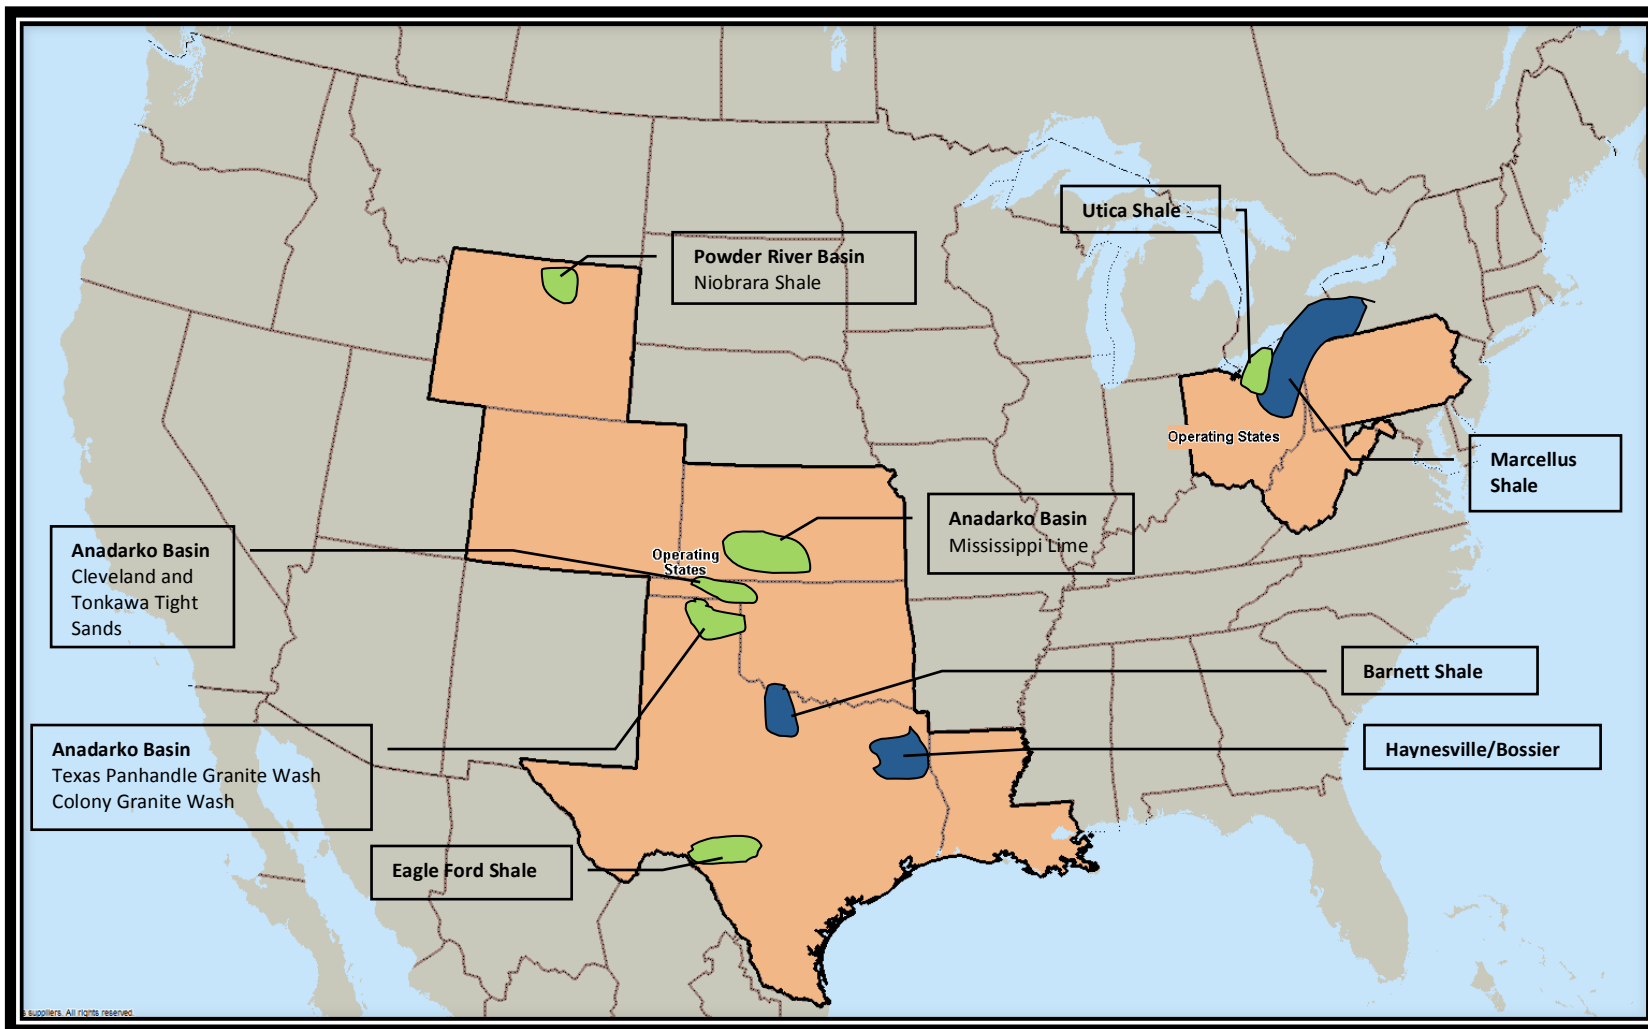 Utica Shale
Powder River Basin
Niobrara Shale
Operating States
Marcellus
Shale
Anadarko Basin
Mississippi Lime
Anadarko Basin
Cleveland and
Tonkawa Tight
Sands
Operating
States
Barnett Shale
Anadarko Basin
Texas Panhandle Granite Wash
Colony Granite Wash
Haynesville/Bossier
Eagle Ford Shale
s suppliers. All rights reserved.